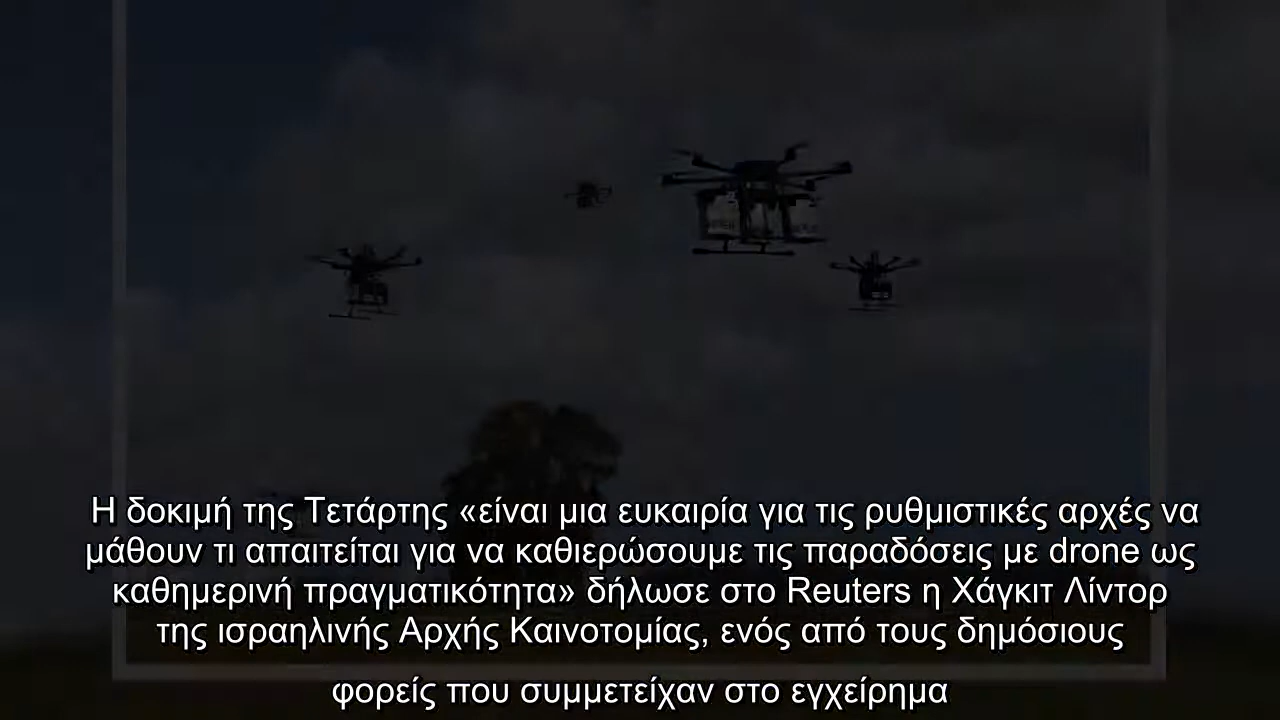 Η δοκιμή της Τετάρτης «είναι μια ευκαιρία για τις ρυθμιστικές αρχές να
μάθουν τι απαιτείται για να καθιερώσουμε τις παραδόσεις με drone ως
καθημερινή πραγματικότητα» δήλωσε στο Reuters η Χάγκιτ Λίντορ
της ισραηλινής Αρχής Καινοτομίας, ενός από τους δημόσιους
φορείς που συμμετείχαν στο εγχείρημα